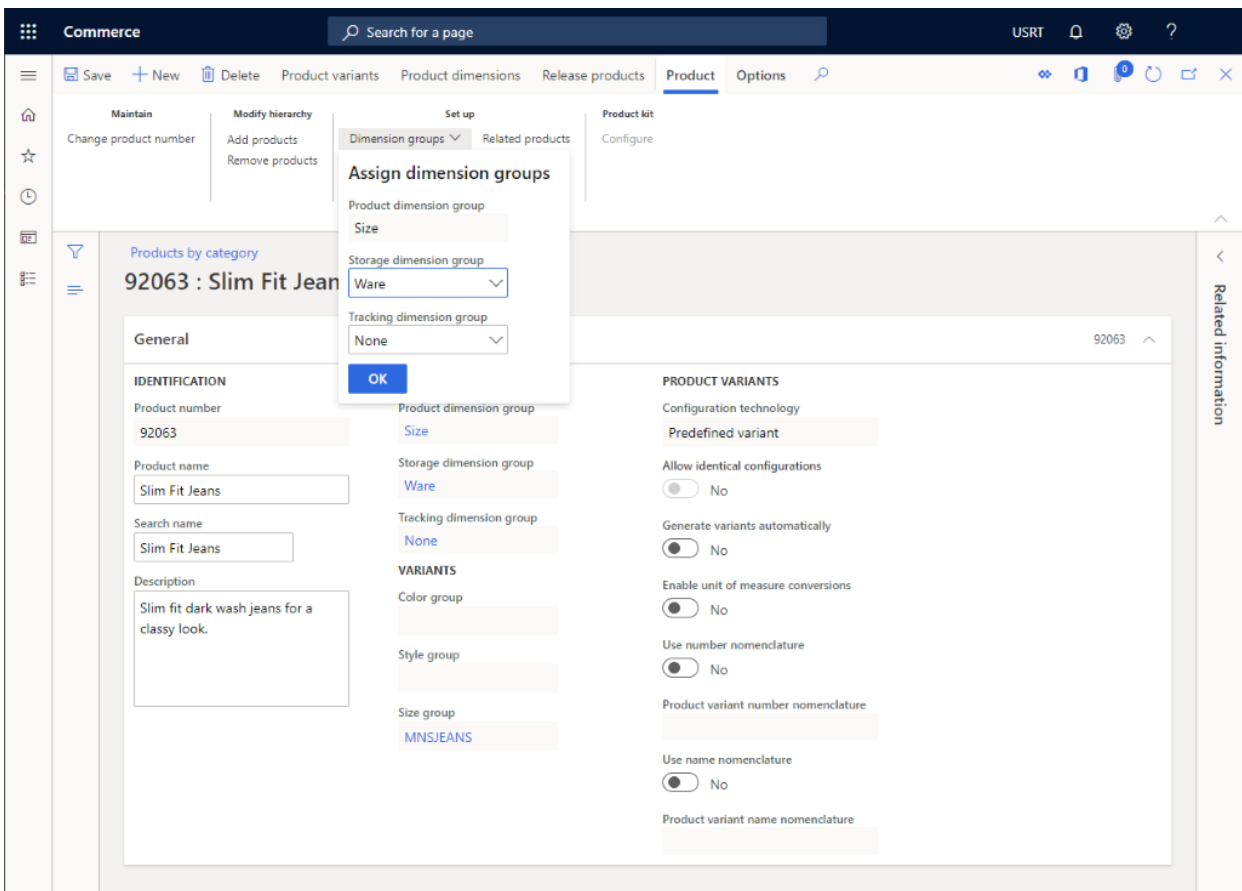 Commerce
Search for a page
USRT
Save
New
Delete
Product variants
Product dimensions
Release products
Product
Options
0
Maintain
Change product number
Modify hierarchy
Add products
Remove products
Set up
Dimension groups
Related products
Product kit
Configure
Assign dimension groups
Product dimension group
Size
Storage dimension group
Ware
Tracking dimension group
None
OK
Products by category
92063 : Slim Fit Jean
General
92063
IDENTIFICATION
Product number
92063
Product name
Slim Fit Jeans
Search name
Slim Fit Jeans
Description
Slim fit dark wash jeans for a
classy look.
Product dimension group
Size
Storage dimension group
Ware
Tracking dimension group
None
VARIANTS
Color group
Style group
Size group
MNSJEANS
PRODUCT VARIANTS
Configuration technology
Predefined variant
Allow identical configurations
No
Generate variants automatically
No
Enable unit of measure conversions
No
Use number nomenclature
No
Product variant number nomenclature
Use name nomenclature
No
Product variant name nomenclature
Related information